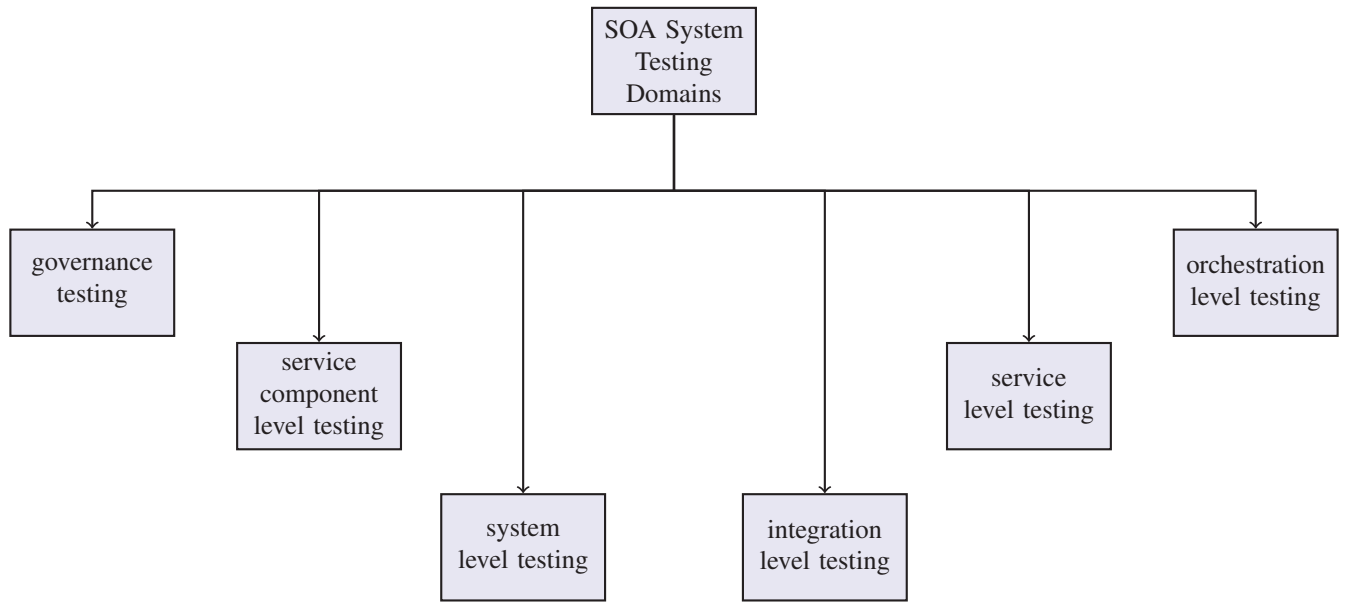 SOA System
Testing
Domains
governance
testing
orchestration
level testing
service
component
level testing
service
level testing
system
level testing
integration
level testing